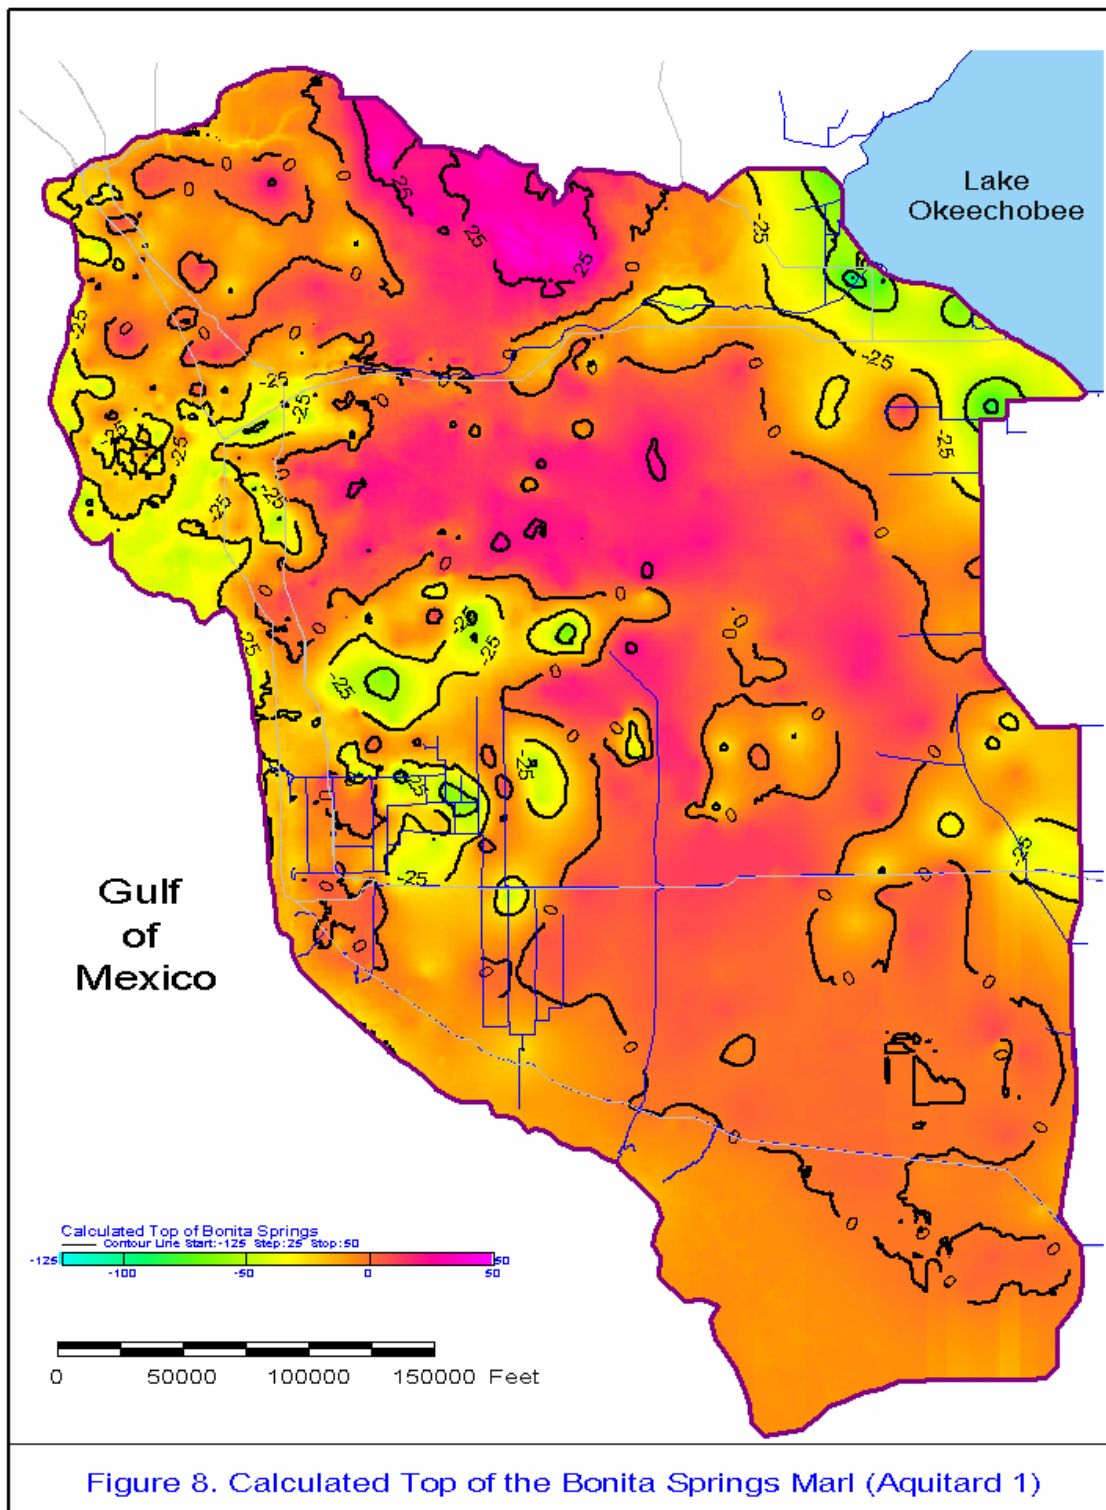 Lake
Okeechobee
Gulf
of
Mexico
Calculated Top of Bonita Springs
Contour Line Start:-125 Step:25 Stop:50
-125 50
-100 -50 0 50
0 50000 100000 150000 Feet
Figure 8. Calculated Top of the Bonita Springs Marl (Aquitard 1)